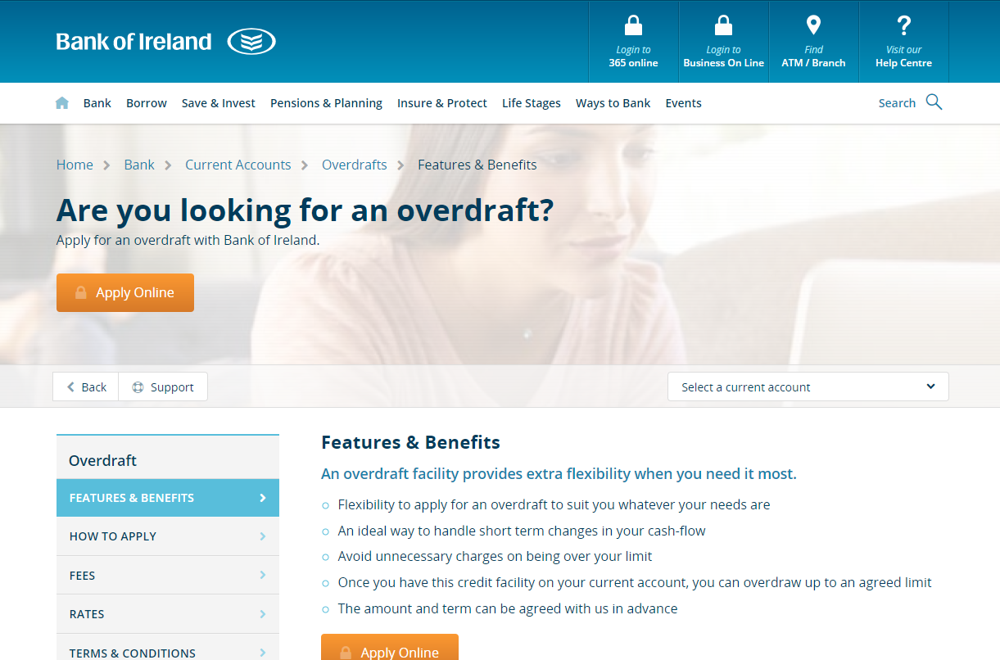 Bank of Ireland
Login to
365 online
Login to
Business On Line
Find
ATM / Branch
Visit our
Help Centre
Bank Borrow Save & Invest Pensions & Planning Insure & Protect Life Stages Ways to Bank Events Search
Home Bank Current Accounts Overdrafts Features & Benefits
Are you looking for an overdraft?
Apply for an overdraft with Bank of Ireland.
Apply Online
Back Support Select a current account
Overdraft
FEATURES & BENEFITS
HOW TO APPLY
FEES
RATES
TERMS & CONDITIONS
Features & Benefits
An overdraft facility provides extra flexibility when you need it most.
Flexibility to apply for an overdraft to suit you whatever your needs are
An ideal way to handle short term changes in your cash-flow
Avoid unnecessary charges on being over your limit
Once you have this credit facility on your current account, you can overdraw up to an agreed limit
The amount and term can be agreed with us in advance
Apply Online